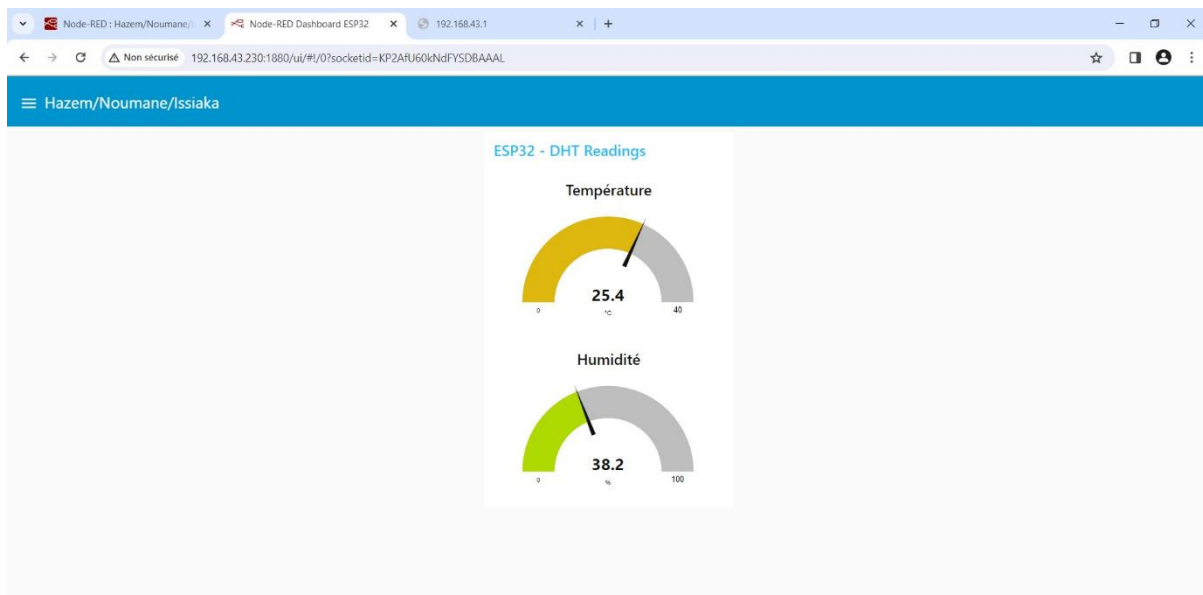 Node-RED : Hazem/Noumane/I
Node-RED Dashboard ESP32
192.168.43.1
Non sécurisé
192.168.43.230:1880/ui/#!/0?socketid=KP2AfU60kNdFYSDBAAAL
Hazem/Noumane/Issiaka
ESP32 - DHT Readings
Température
25.4
0 °C 40
Humidité
38.2
0 % 100